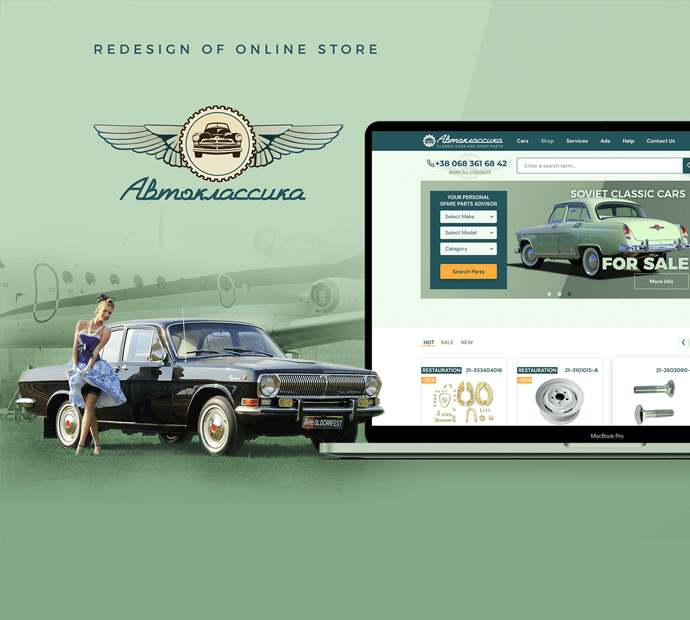 REDESIGN OF ONLINE STORE
Автоклассика
Автоклассика
CLASSIC CARS AND SPARE PARTS
Cars
Shop
Services
Ads
Help
Contact Us
+38 068 361 68 42
SHOW ALL CONTACTS
Enter a search term...
YOUR PERSONAL
SPARE PARTS ADVISOR
Select Make
Select Model
Category
Search Parts
SOVIET CLASSIC CARS
FOR SALE
More Info
HOT
SALE
NEW
RESTAURATION
21-333404016
RESTAURATION
21-3101015-A
21-2803080-
OLDCARFEST
MacBook Pro